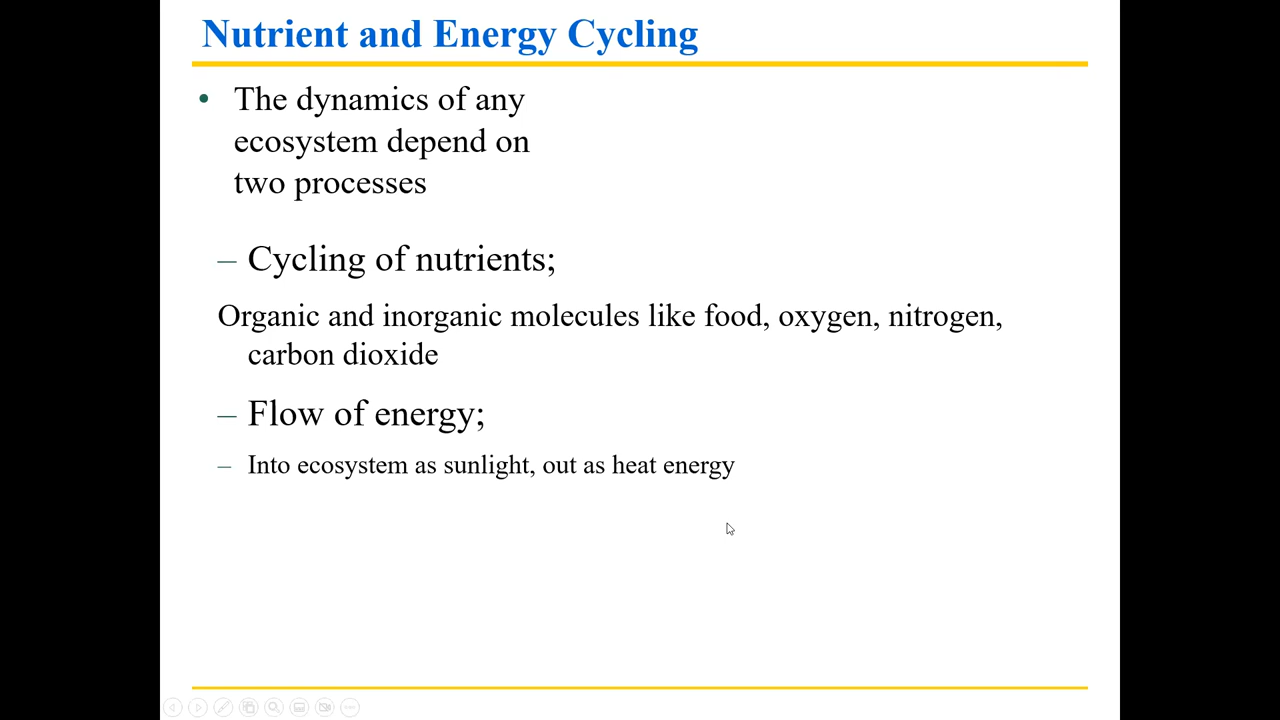 Nutrient and Energy Cycling
• The dynamics of any
ecosystem depend on
two processes
– Cycling of nutrients;
Organic and inorganic molecules like food, oxygen, nitrogen,
carbon dioxide
– Flow of energy;
– Into ecosystem as sunlight, out as heat energy